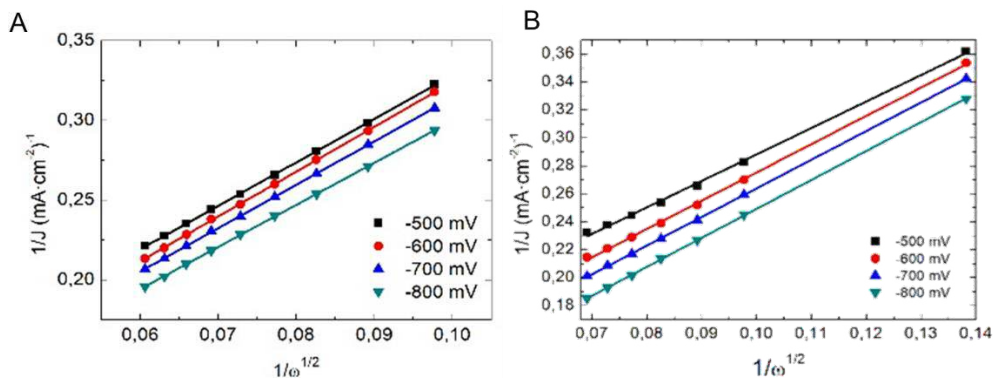 A
0,35
0,30
0,25
0,20
1/J (mA·cm⁻²)⁻¹
-500 mV
-600 mV
-700 mV
-800 mV
0,06 0,07 0,08 0,09 0,10
1/ω^1/2
B
0,36
0,34
0,32
0,30
0,28
0,26
0,24
0,22
0,20
0,18
1/J (mA·cm⁻²)⁻¹
-500 mV
-600 mV
-700 mV
-800 mV
0,07 0,08 0,09 0,10 0,11 0,12 0,13 0,14
1/ω^1/2